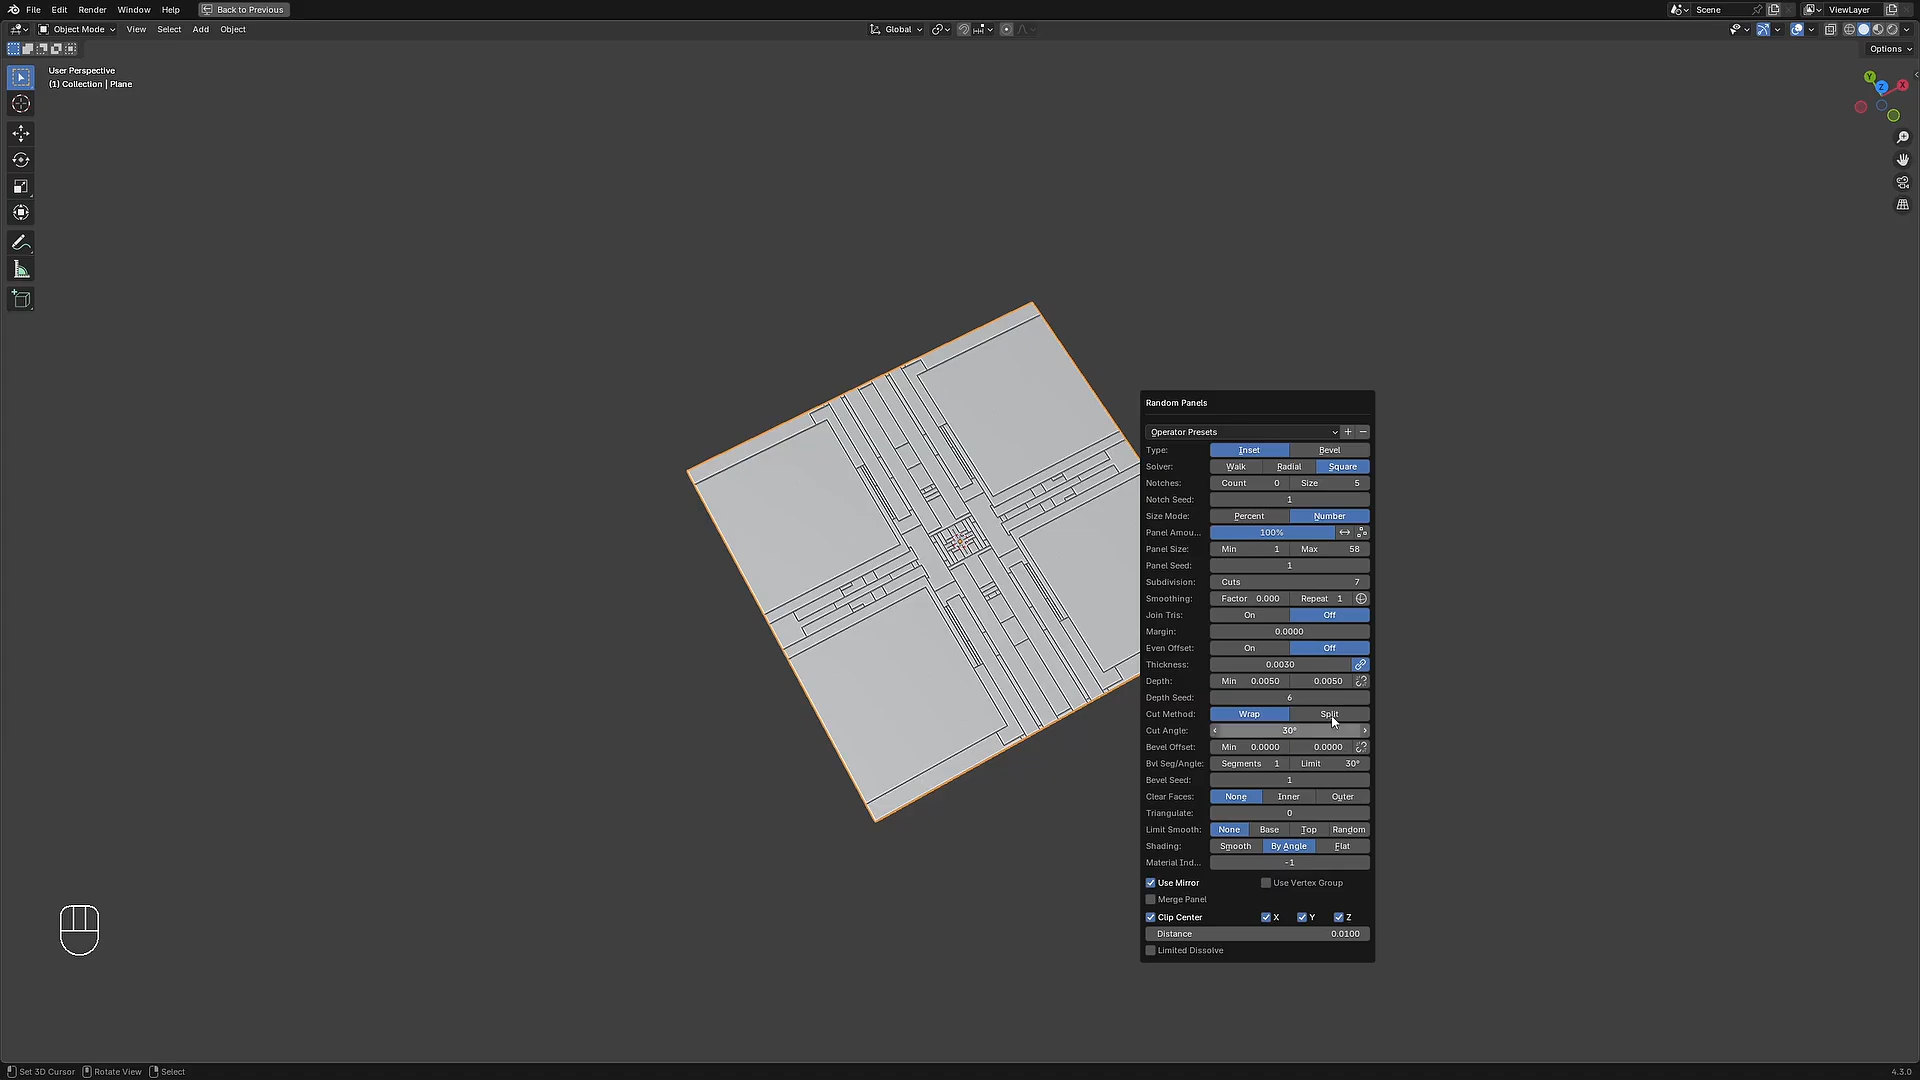 File Edit Render Window Help Back to Previous Scene ViewLayer
Object Mode View Select Add Object Global
Options
User Perspective
(1) Collection | Plane
Y
X
Z
Random Panels
Operator Presets
Type: Inset Bevel
Solver: Walk Radial Square
Notches: Count 0 Size 5
Notch Seed: 1
Size Mode: Percent Number
Panel Amou... 100%
Panel Size: Min 1 Max 58
Panel Seed: 1
Subdivision: Cuts 7
Smoothing: Factor 0.000 Repeat 1
Join Tris: On Off
Margin: 0.0000
Even Offset: On Off
Thickness: 0.0030
Depth: Min 0.0050 0.0050
Depth Seed: 6
Cut Method: Wrap Split
Cut Angle: 30°
Bevel Offset: Min 0.0000 0.0000
Bvl Seg/Angle: Segments 1 Limit 30°
Bevel Seed: 1
Clear Faces: None Inner Outer
Triangulate: 0
Limit Smooth: None Base Top Random
Shading: Smooth By Angle Flat
Material Ind... -1
Use Mirror Use Vertex Group
Merge Panel
Clip Center X Y Z
Distance 0.0100
Limited Dissolve
Set 3D Cursor Rotate View Select 4.3.0